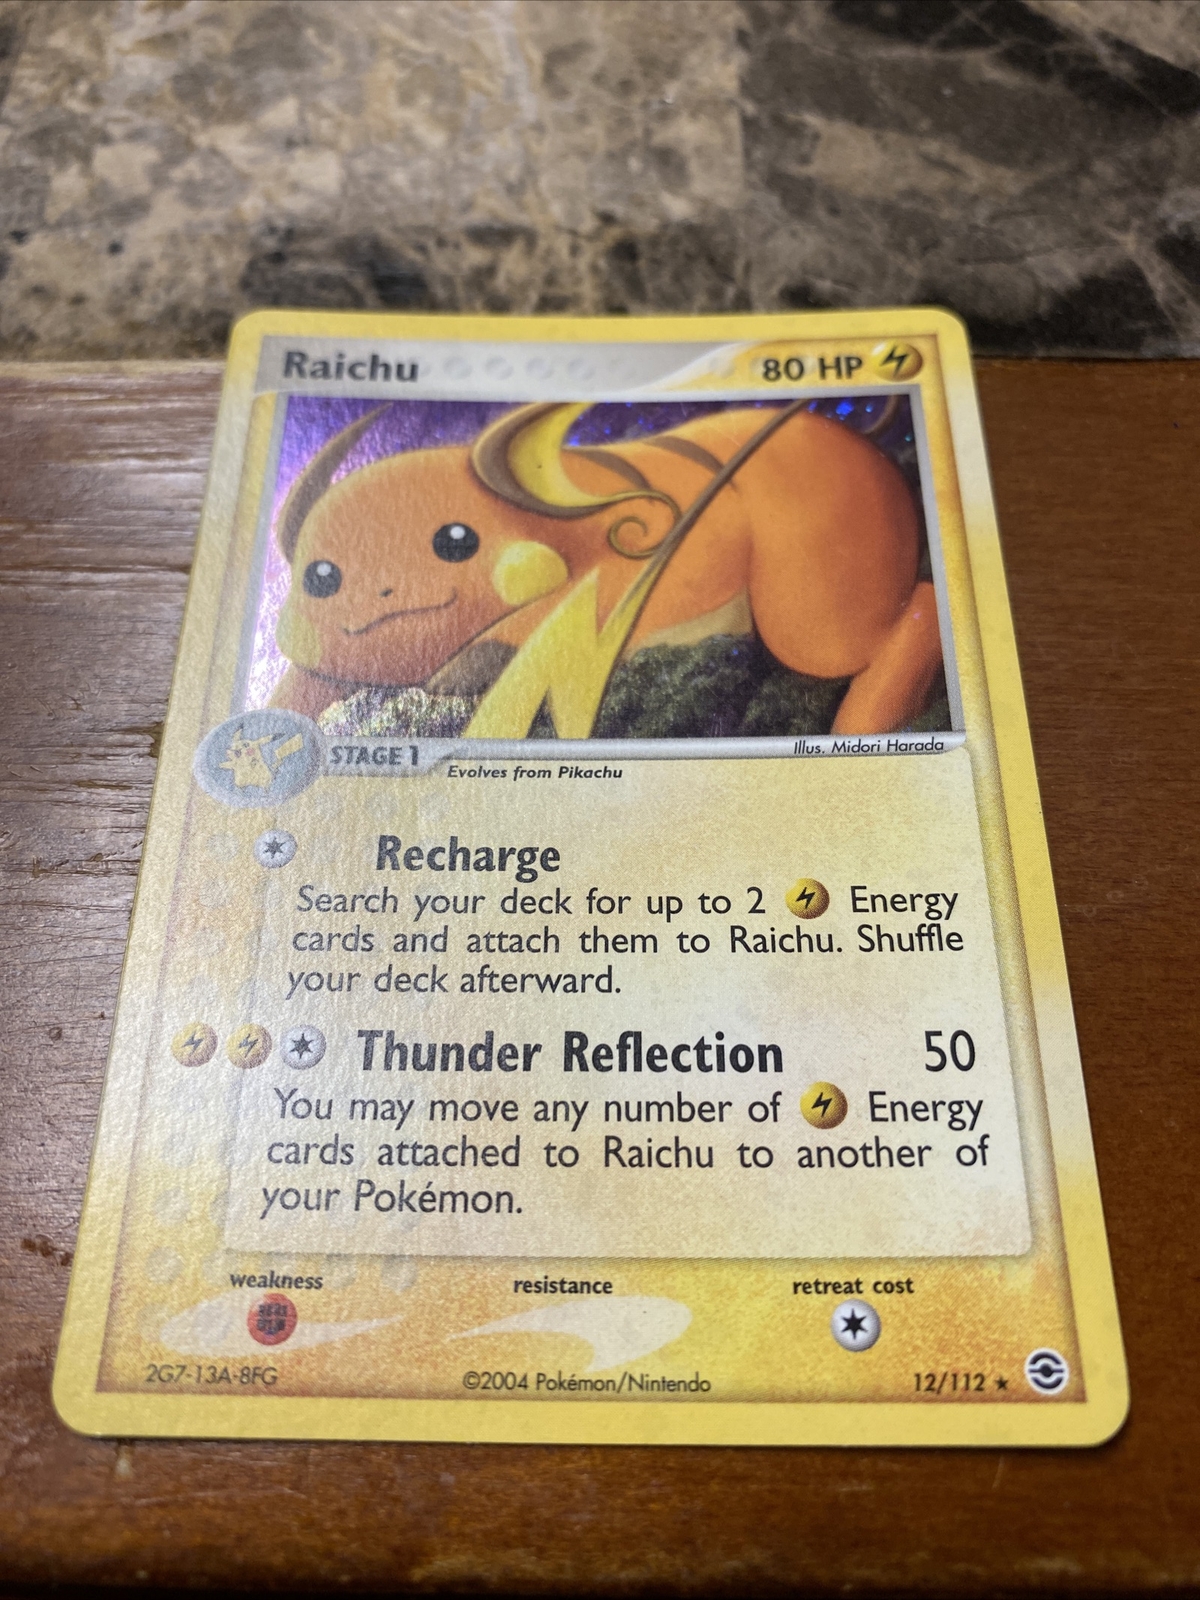 Raichu 80 HP
Illus. Midori Harada
STAGE 1
Evolves from Pikachu
Recharge
Search your deck for up to 2 Energy
cards and attach them to Raichu. Shuffle
your deck afterward.
Thunder Reflection 50
You may move any number of Energy
cards attached to Raichu to another of
your Pokémon.
weakness resistance retreat cost
2G7-13A-8FG ©2004 Pokémon/Nintendo 12/112 ★